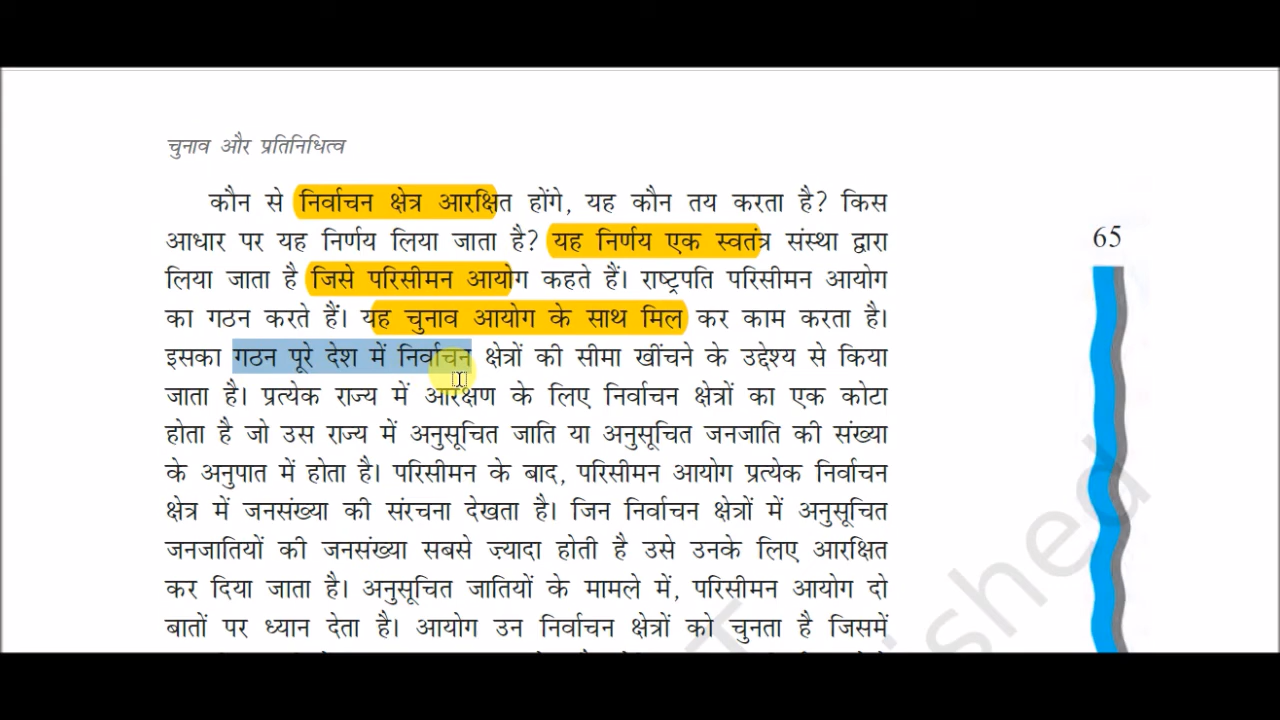 चुनाव और प्रतिनिधित्व
कौन से निर्वाचन क्षेत्र आरक्षित होंगे, यह कौन तय करता है? किस
आधार पर यह निर्णय लिया जाता है? यह निर्णय एक स्वतंत्र संस्था द्वारा
65
लिया जाता है जिसे परिसीमन आयोग कहते हैं। राष्ट्रपति परिसीमन आयोग
का गठन करते हैं। यह चुनाव आयोग के साथ मिल कर काम करता है।
इसका गठन पूरे देश में निर्वाचन क्षेत्रों की सीमा खींचने के उद्देश्य से किया
जाता है। प्रत्येक राज्य में आरक्षण के लिए निर्वाचन क्षेत्रों का एक कोटा
होता है जो उस राज्य में अनुसूचित जाति या अनुसूचित जनजाति की संख्या
के अनुपात में होता है। परिसीमन के बाद, परिसीमन आयोग प्रत्येक निर्वाचन
क्षेत्र में जनसंख्या की संरचना देखता है। जिन निर्वाचन क्षेत्रों में अनुसूचित
जनजातियों की जनसंख्या सबसे ज़्यादा होती है उसे उनके लिए आरक्षित
कर दिया जाता है। अनुसूचित जातियों के मामले में, परिसीमन आयोग दो
बातों पर ध्यान देता है। आयोग उन निर्वाचन क्षेत्रों को चुनता है जिसमें